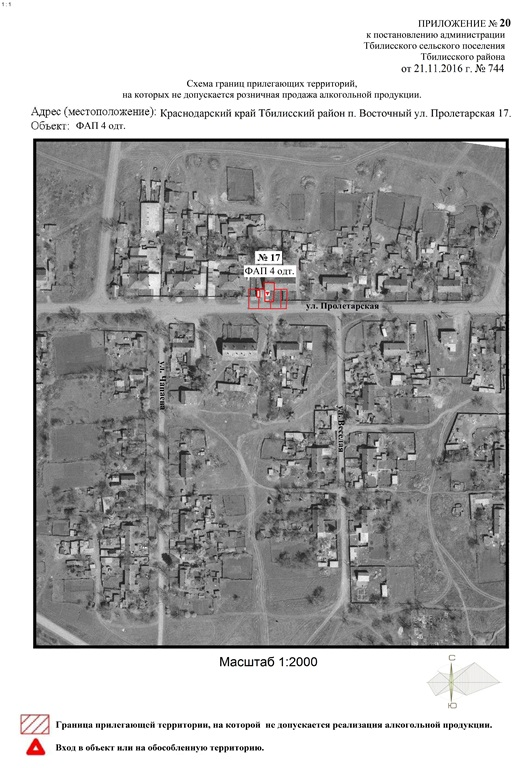 1:1
ПРИЛОЖЕНИЕ № 20
к постановлению администрации
Тбилисского сельского поселения
Тбилисского района
от 21.11.2016 г. № 744
Схема границ прилегающих территорий,
на которых не допускается розничная продажа алкогольной продукции.
Адрес (местоположение): Краснодарский край Тбилисский район п. Восточный ул. Пролетарская 17.
Объект: ФАП 4 одт.
№ 17
ФАП 4 одт.
ул. Пролетарская
ул. Чапаева
ул. Веселая
Масштаб 1:2000
С
Ю
Граница прилегающей территории, на которой не допускается реализация алкогольной продукции.
Вход в объект или на обособленную территорию.